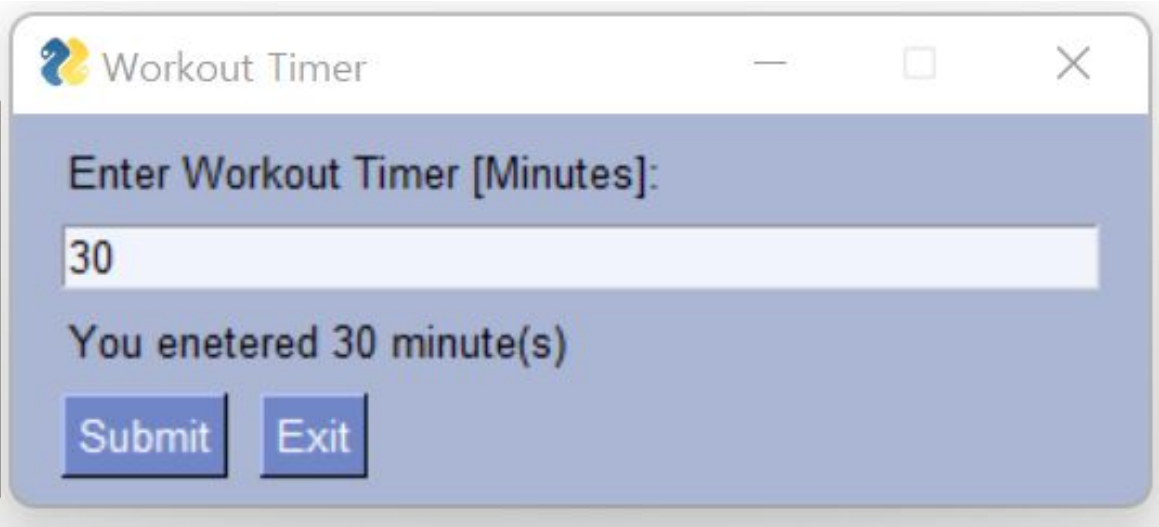 Workout Timer
Enter Workout Timer [Minutes]:
30
You enetered 30 minute(s)
Submit Exit